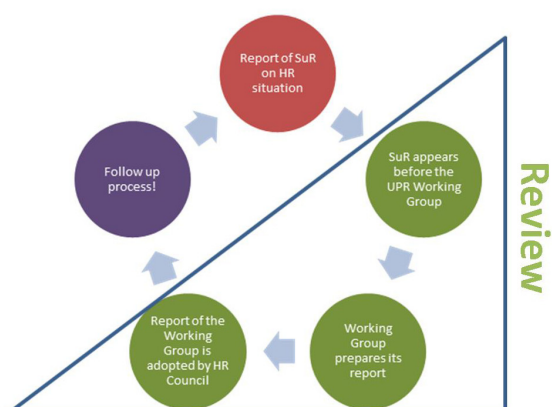 Report of SuR
on HR
situation
SuR appears
before the
UPR Working
Group
Working
Group
prepares its
report
Report of the
Working
Group is
adopted by HR
Council
Follow up
process!
Review